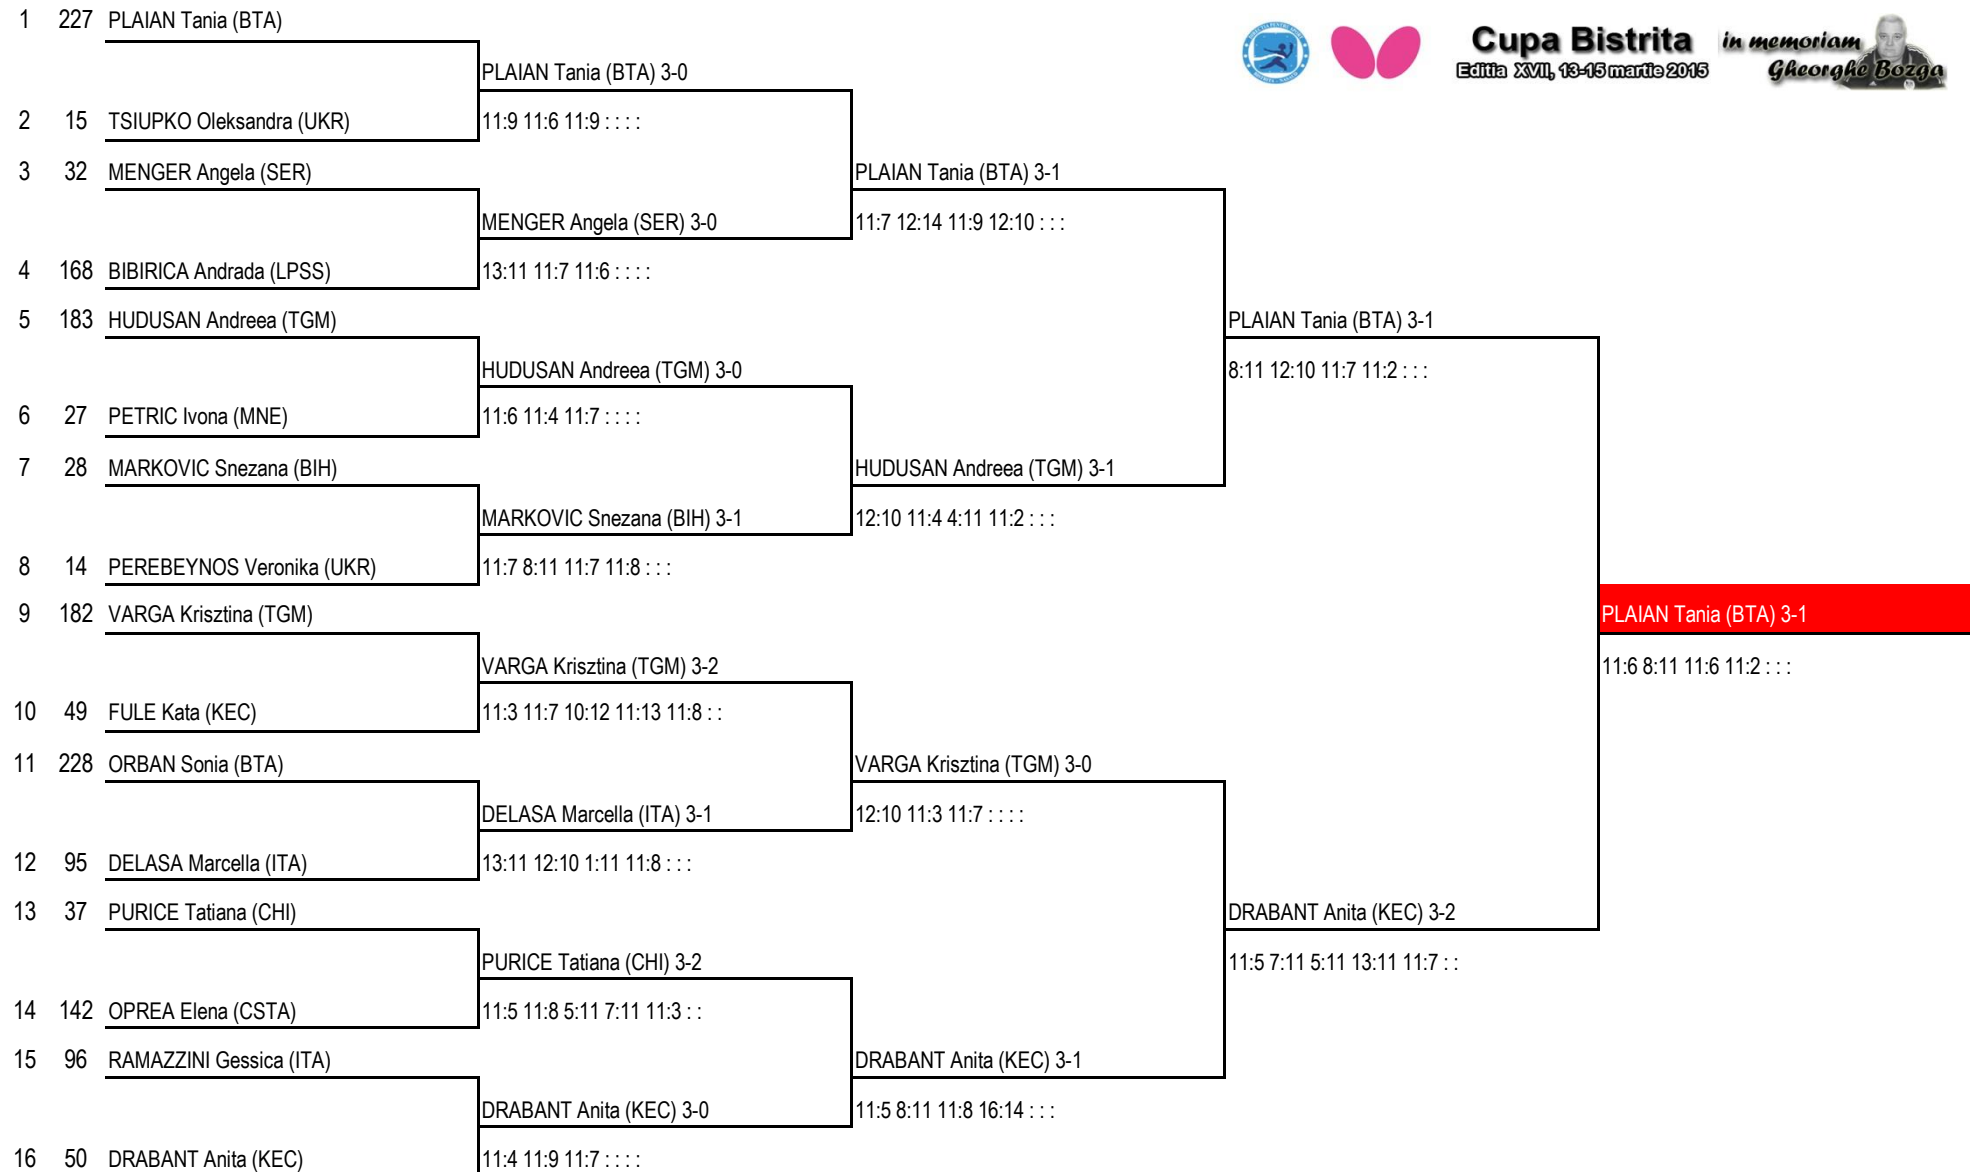 1 227 PLAIAN Tania (BTA)
Cupa Bistrita
Editia XVII, 13-15 martie 2015
in memoriam
Gheorghe Bozga
PLAIAN Tania (BTA) 3-0
2 15 TSIUPKO Oleksandra (UKR) 11:9 11:6 11:9 : : : :
3 32 MENGER Angela (SER) PLAIAN Tania (BTA) 3-1
MENGER Angela (SER) 3-0 11:7 12:14 11:9 12:10 : : :
4 168 BIBIRICA Andrada (LPSS) 13:11 11:7 11:6 : : : :
5 183 HUDUSAN Andreea (TGM) PLAIAN Tania (BTA) 3-1
HUDUSAN Andreea (TGM) 3-0 8:11 12:10 11:7 11:2 : : :
6 27 PETRIC Ivona (MNE) 11:6 11:4 11:7 : : : :
7 28 MARKOVIC Snezana (BIH) HUDUSAN Andreea (TGM) 3-1
MARKOVIC Snezana (BIH) 3-1 12:10 11:4 4:11 11:2 : : :
8 14 PEREBEYNOS Veronika (UKR) 11:7 8:11 11:7 11:8 : : :
9 182 VARGA Krisztina (TGM) PLAIAN Tania (BTA) 3-1
VARGA Krisztina (TGM) 3-2 11:6 8:11 11:6 11:2 : : :
10 49 FULE Kata (KEC) 11:3 11:7 10:12 11:13 11:8 : :
11 228 ORBAN Sonia (BTA) VARGA Krisztina (TGM) 3-0
DELASA Marcella (ITA) 3-1 12:10 11:3 11:7 : : : :
12 95 DELASA Marcella (ITA) 13:11 12:10 1:11 11:8 : : :
13 37 PURICE Tatiana (CHI) DRABANT Anita (KEC) 3-2
PURICE Tatiana (CHI) 3-2 11:5 7:11 5:11 13:11 11:7 : :
14 142 OPREA Elena (CSTA) 11:5 11:8 5:11 7:11 11:3 : :
15 96 RAMAZZINI Gessica (ITA) DRABANT Anita (KEC) 3-1
DRABANT Anita (KEC) 3-0 11:5 8:11 11:8 16:14 : : :
16 50 DRABANT Anita (KEC) 11:4 11:9 11:7 : : : :